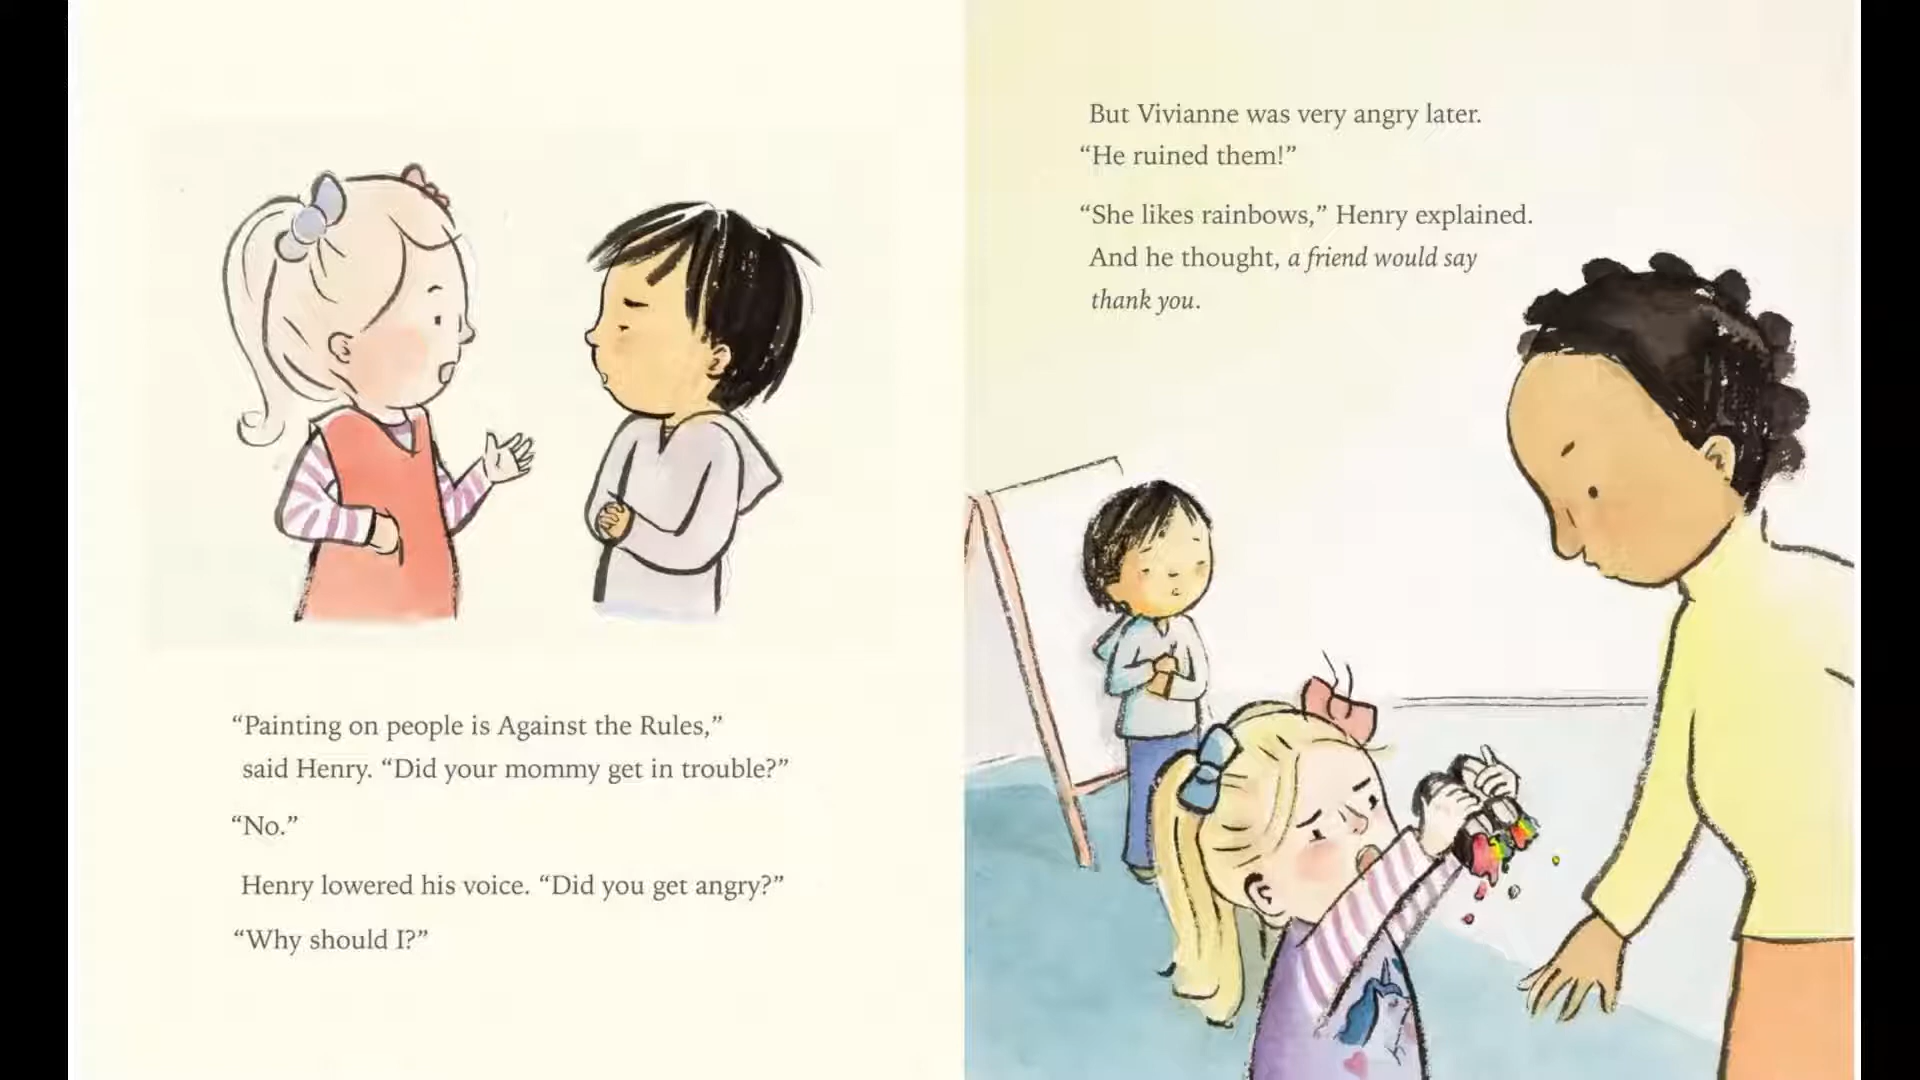 “Painting on people is Against the Rules,”
said Henry. “Did your mommy get in trouble?”
“No.”
Henry lowered his voice. “Did you get angry?”
“Why should I?”
But Vivianne was very angry later.
“He ruined them!”
“She likes rainbows,” Henry explained.
And he thought, a friend would say
thank you.